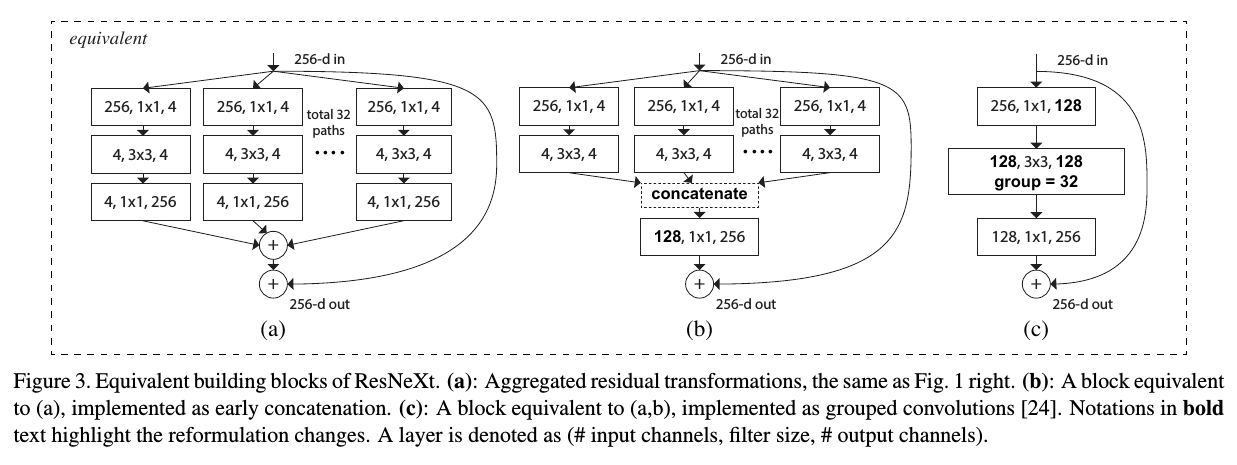 equivalent
256-d in
256, 1x1, 4
256, 1x1, 4
256, 1x1, 4
total 32
paths
4, 3x3, 4
4, 3x3, 4
....
4, 3x3, 4
4, 1x1, 256
4, 1x1, 256
4, 1x1, 256
+
+
256-d out
(a)
256-d in
256, 1x1, 4
256, 1x1, 4
256, 1x1, 4
total 32
paths
4, 3x3, 4
4, 3x3, 4
....
4, 3x3, 4
concatenate
128, 1x1, 256
+
256-d out
(b)
256-d in
256, 1x1, 128
128, 3x3, 128
group = 32
128, 1x1, 256
+
256-d out
(c)
Figure 3. Equivalent building blocks of ResNeXt. (a): Aggregated residual transformations, the same as Fig. 1 right. (b): A block equivalent
to (a), implemented as early concatenation. (c): A block equivalent to (a,b), implemented as grouped convolutions [24]. Notations in bold
text highlight the reformulation changes. A layer is denoted as (# input channels, filter size, # output channels).